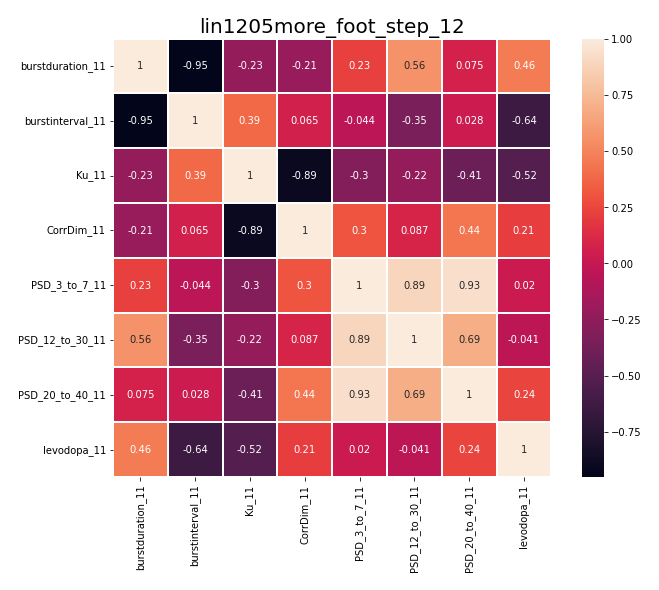 lin1205more_foot_step_12
burstduration_11 1 -0.95 -0.23 -0.21 0.23 0.56 0.075 0.46
burstinterval_11 -0.95 1 0.39 0.065 -0.044 -0.35 0.028 -0.64
Ku_11 -0.23 0.39 1 -0.89 -0.3 -0.22 -0.41 -0.52
CorrDim_11 -0.21 0.065 -0.89 1 0.3 0.087 0.44 0.21
PSD_3_to_7_11 0.23 -0.044 -0.3 0.3 1 0.89 0.93 0.02
PSD_12_to_30_11 0.56 -0.35 -0.22 0.087 0.89 1 0.69 -0.041
PSD_20_to_40_11 0.075 0.028 -0.41 0.44 0.93 0.69 1 0.24
levodopa_11 0.46 -0.64 -0.52 0.21 0.02 -0.041 0.24 1
burstduration_11
burstinterval_11
Ku_11
CorrDim_11
PSD_3_to_7_11
PSD_12_to_30_11
PSD_20_to_40_11
levodopa_11
1.00
0.75
0.50
0.25
0.00
−0.25
−0.50
−0.75